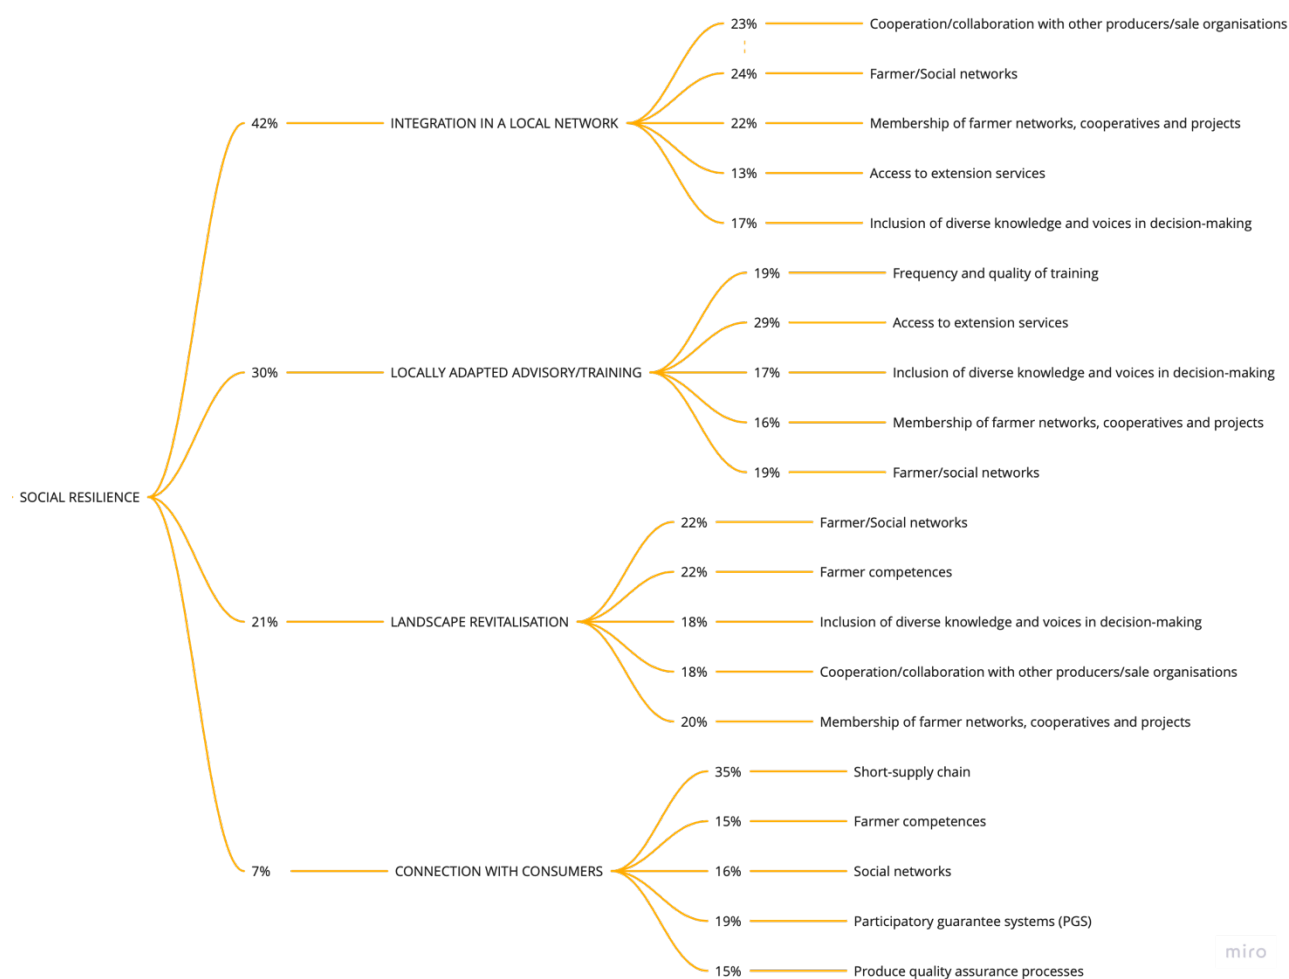 SOCIAL RESILIENCE
42%
INTEGRATION IN A LOCAL NETWORK
23%
Cooperation/collaboration with other producers/sale organisations
24%
Farmer/Social networks
22%
Membership of farmer networks, cooperatives and projects
13%
Access to extension services
17%
Inclusion of diverse knowledge and voices in decision-making
30%
LOCALLY ADAPTED ADVISORY/TRAINING
19%
Frequency and quality of training
29%
Access to extension services
17%
Inclusion of diverse knowledge and voices in decision-making
16%
Membership of farmer networks, cooperatives and projects
19%
Farmer/social networks
21%
LANDSCAPE REVITALISATION
22%
Farmer/Social networks
22%
Farmer competences
18%
Inclusion of diverse knowledge and voices in decision-making
18%
Cooperation/collaboration with other producers/sale organisations
20%
Membership of farmer networks, cooperatives and projects
7%
CONNECTION WITH CONSUMERS
35%
Short-supply chain
15%
Farmer competences
16%
Social networks
19%
Participatory guarantee systems (PGS)
15%
Produce quality assurance processes
miro